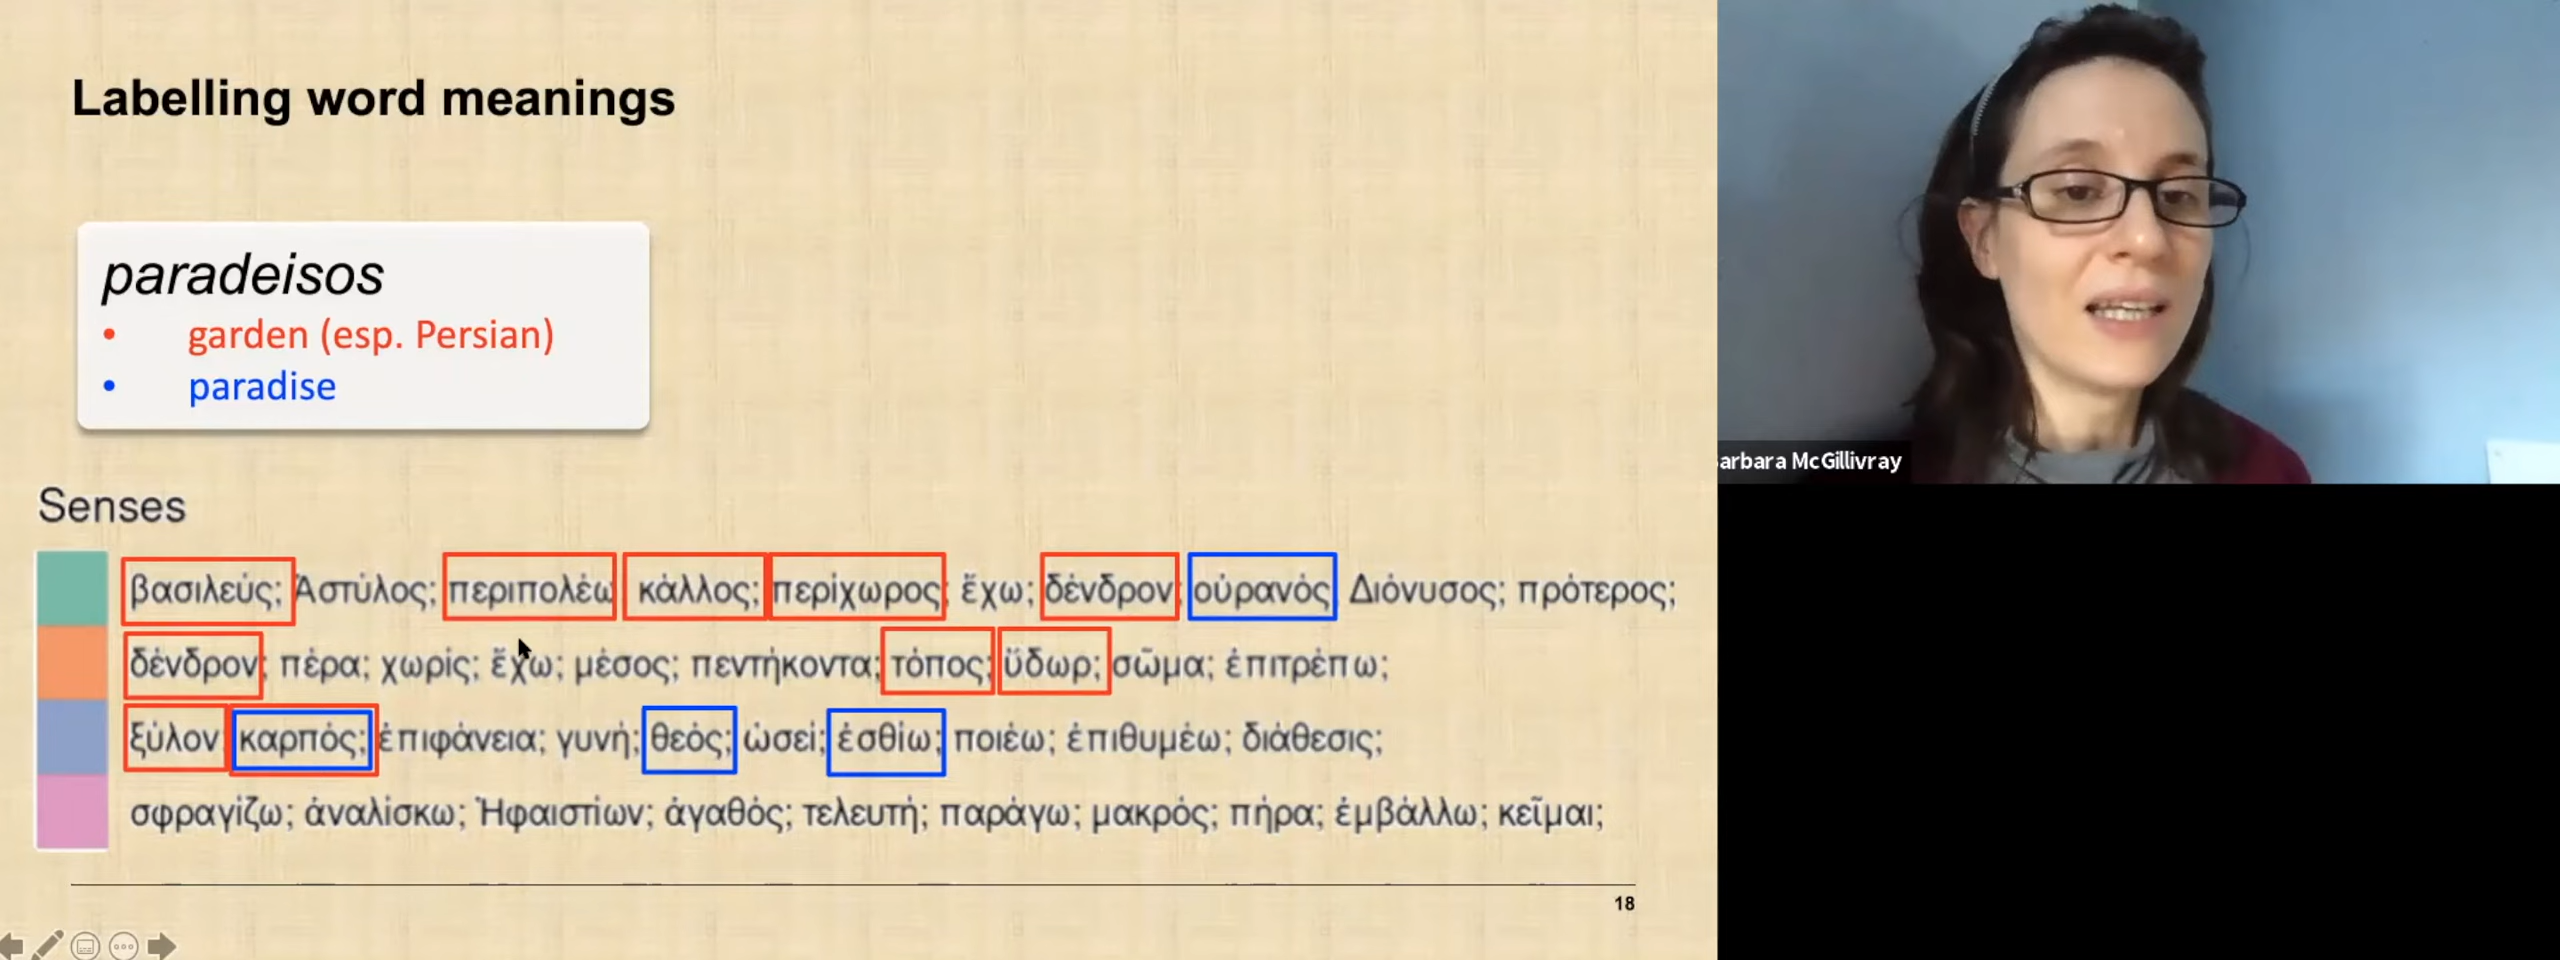 Labelling word meanings
paradeisos
• garden (esp. Persian)
• paradise
Senses
βασιλεύς; Ἀστύλος; περιπολέω κάλλος; περίχωρος; ἔχω; δένδρον; οὐρανός Διόνυσος; πρότερος;
δένδρον; πέρα; χωρίς; ἔχω; μέσος; πεντήκοντα; τόπος; ὕδωρ; σῶμα; ἐπιτρέπω;
ξύλον καρπός; ἐπιφάνεια; γυνή; θεός; ὡσεί; ἐσθίω; ποιέω; ἐπιθυμέω; διάθεσις;
σφραγίζω; ἀναλίσκω; Ἡφαιστίων; ἀγαθός; τελευτή; παράγω; μακρός; πήρα; ἐμβάλλω; κεῖμαι;
18
arbara McGillivray